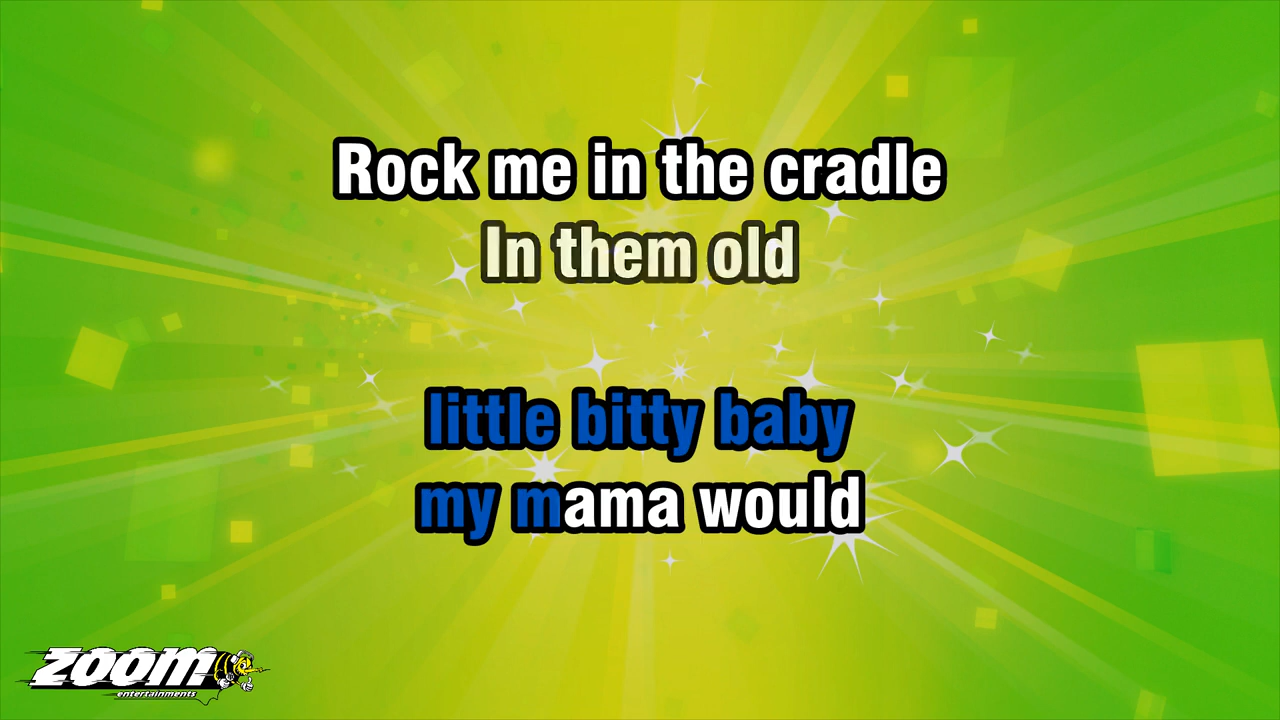 Rock me in the cradle
In them old
little bitty baby
my mama would
ZOOM
entertainments